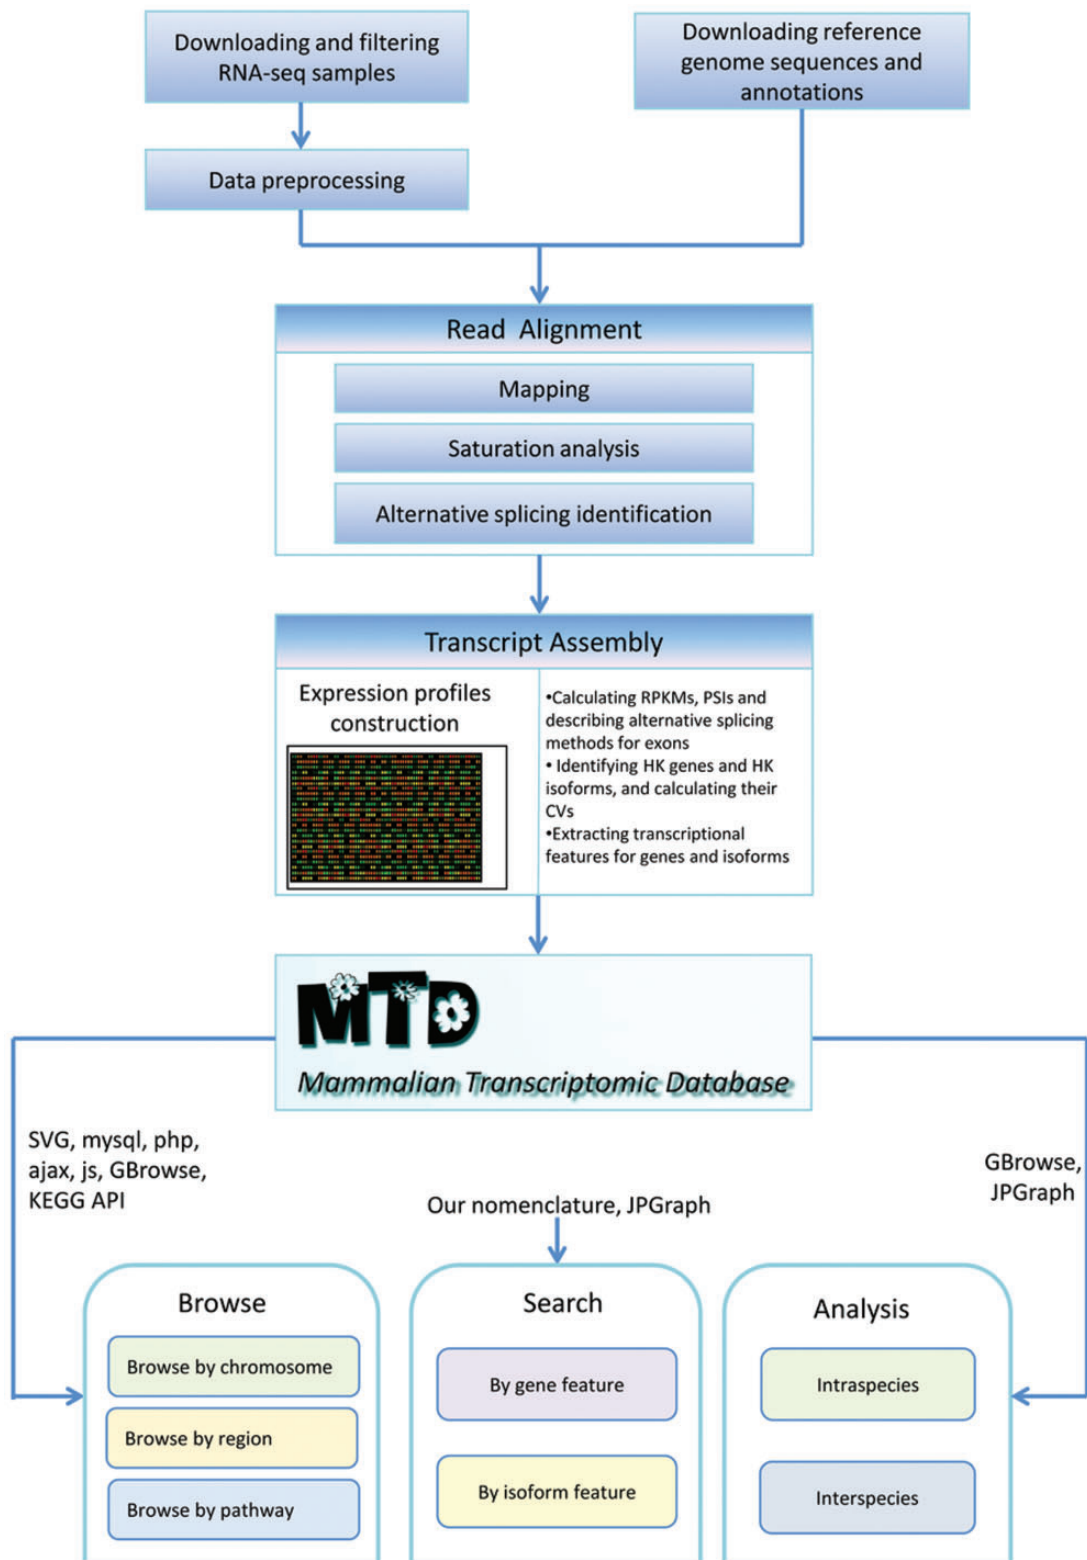 Downloading and filtering
RNA-seq samples
Downloading reference
genome sequences and
annotations
Data preprocessing
Read Alignment
Mapping
Saturation analysis
Alternative splicing identification
Transcript Assembly
Expression profiles
construction
•Calculating RPKMs, PSIs and
describing alternative splicing
methods for exons
• Identifying HK genes and HK
isoforms, and calculating their
CVs
•Extracting transcriptional
features for genes and isoforms
MTD
Mammalian Transcriptomic Database
SVG, mysql, php,
ajax, js, GBrowse,
KEGG API
Our nomenclature, JPGraph
GBrowse,
JPGraph
Browse
Browse by chromosome
Browse by region
Browse by pathway
Search
By gene feature
By isoform feature
Analysis
Intraspecies
Interspecies